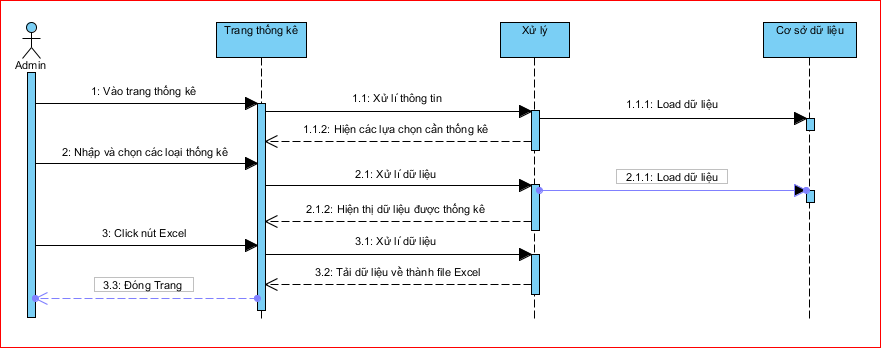 Trang thống kê
Xử lý
Cơ sở dữ liệu
Admin
1: Vào trang thống kê
1.1: Xử lí thông tin
1.1.1: Load dữ liệu
1.1.2: Hiện các lựa chọn cần thống kê
2: Nhập và chọn các loại thống kê
2.1: Xử lí dữ liệu
2.1.1: Load dữ liệu
2.1.2: Hiện thị dữ liệu được thống kê
3: Click nút Excel
3.1: Xử lí dữ liệu
3.2: Tải dữ liệu về thành file Excel
3.3: Đóng Trang